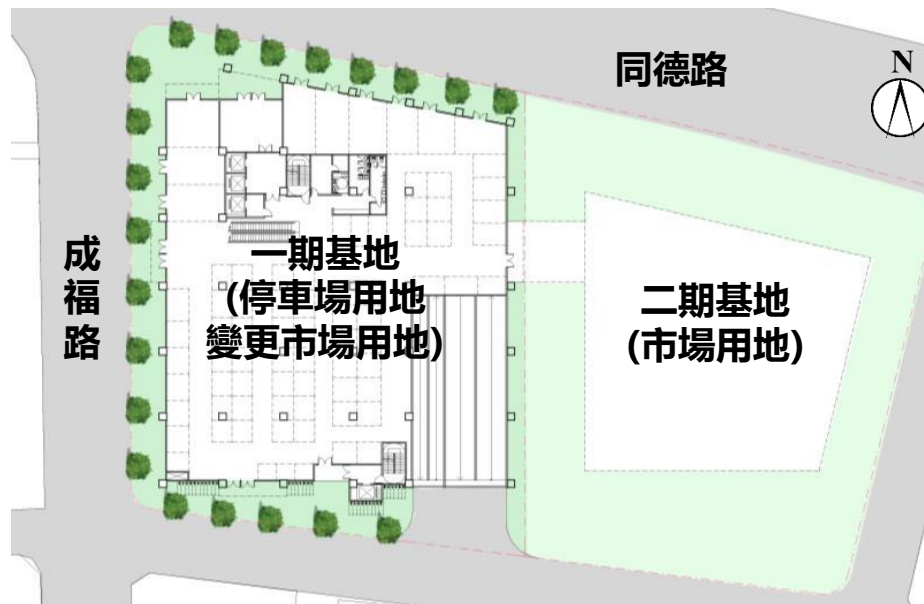 同德路
N
成福路
一期基地
(停車場用地
變更市場用地)
二期基地
(市場用地)